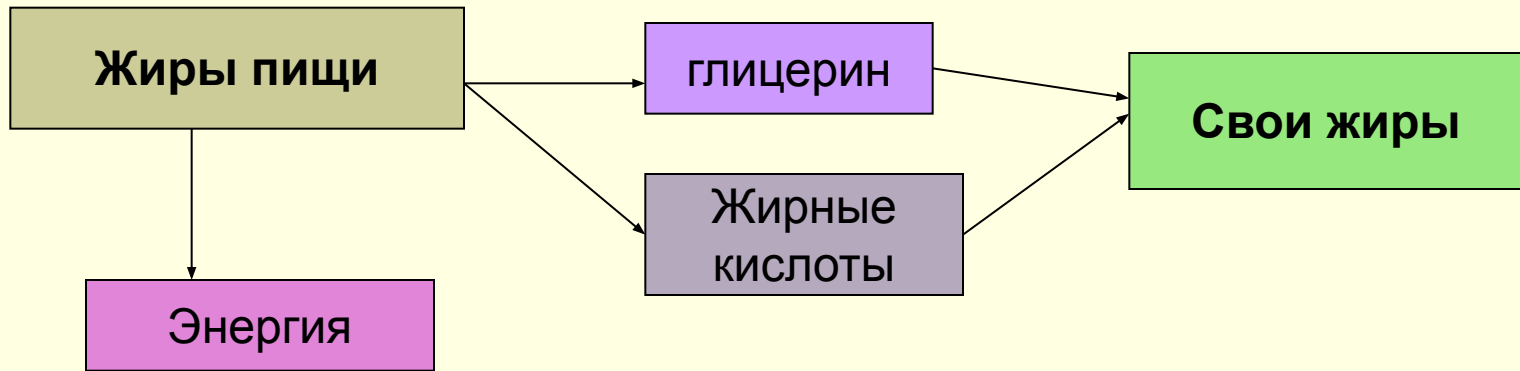 Жиры пищи
глицерин
Свои жиры
Жирные
кислоты
Энергия